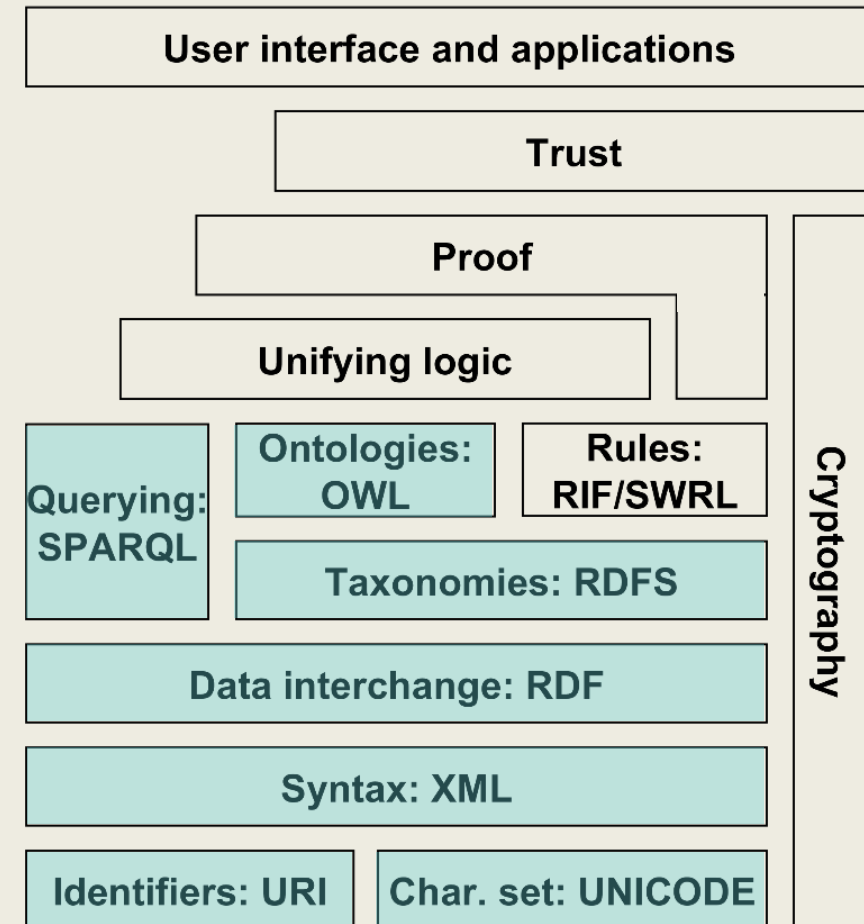 User interface and applications
Trust
Proof
Unifying logic
Querying:
SPARQL
Ontologies:
OWL
Rules:
RIF/SWRL
Taxonomies: RDFS
Cryptography
Data interchange: RDF
Syntax: XML
Identifiers: URI
Char. set: UNICODE